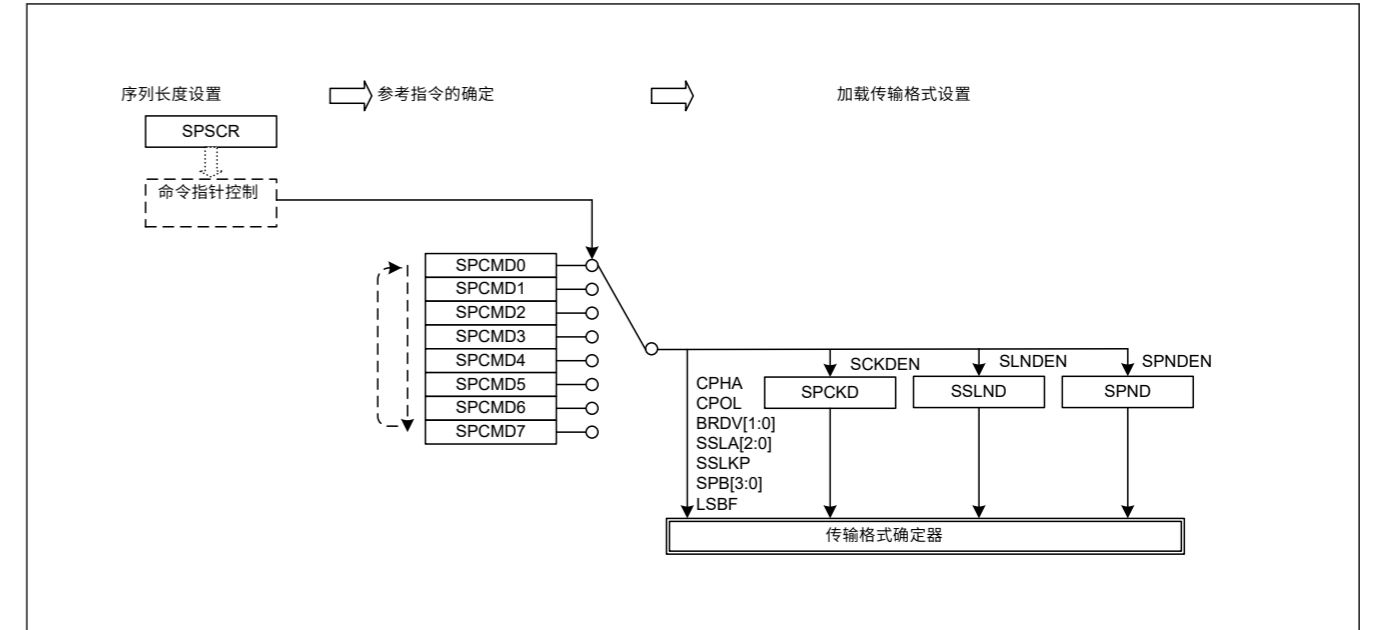 序列长度设置
参考指令的确定
加载传输格式设置
SPSCR
命令指针控制
SPCMD0
SPCMD1
SPCMD2
SPCMD3
SPCMD4
SPCMD5
SPCMD6
SPCMD7
SCKDEN
SLNDEN
SPNDEN
SPCKD
SSLND
SPND
CPHA
CPOL
BRDV[1:0]
SSLA[2:0]
SSLKP
SPB[3:0]
LSBF
传输格式确定器